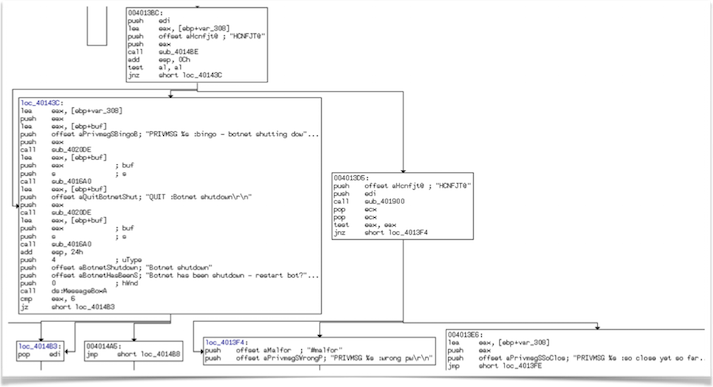 004013BC:
push edi
lea eax, [ebp+var_308]
push offset aHcnfjt@ ; "HCNFJT@"
push eax
call sub_4014BE
add esp, 0Ch
test al, al
jnz short loc_40143C
loc_40143C:
lea eax, [ebp+var_308]
push eax
lea eax, [ebp+buf]
push offset aPrivmsgSBingoB; "PRIVMSG %s :bingo - botnet shutting dow"...
push eax
call sub_4020DE
lea eax, [ebp+buf]
push eax ; buf
push s ; s
call sub_4016A0
lea eax, [ebp+buf]
push offset aQuitBotnetShut; "QUIT :Botnet shutdown\r\n"
push eax
call sub_4020DE
lea eax, [ebp+buf]
push eax ; buf
push s ; s
call sub_4016A0
add esp, 24h
push 4 ; uType
push offset aBotnetShutdown; "Botnet shutdown"
push offset aBotnetHasBeenS; "Botnet has been shutdown - restart bot?"...
push 0 ; hWnd
call ds:MessageBoxA
cmp eax, 6
jz short loc_4014B3
004013D5:
push offset aHcnfjt@ ; "HCNFJT@"
push edi
call sub_401900
pop ecx
pop ecx
test eax, eax
jnz short loc_4013F4
loc_4014B3:
pop edi
004014A6:
jmp short loc_4014B8
loc_4013F4:
push offset aMalfor ; "#malfor"
push offset aPrivmsgSWrongP; "PRIVMSG %s :wrong pw\r\n"
004013E6:
lea eax, [ebp+var_308]
push eax
push offset aPrivmsgSSoClos; "PRIVMSG %s :so close yet so far..
jmp short loc_4013FE